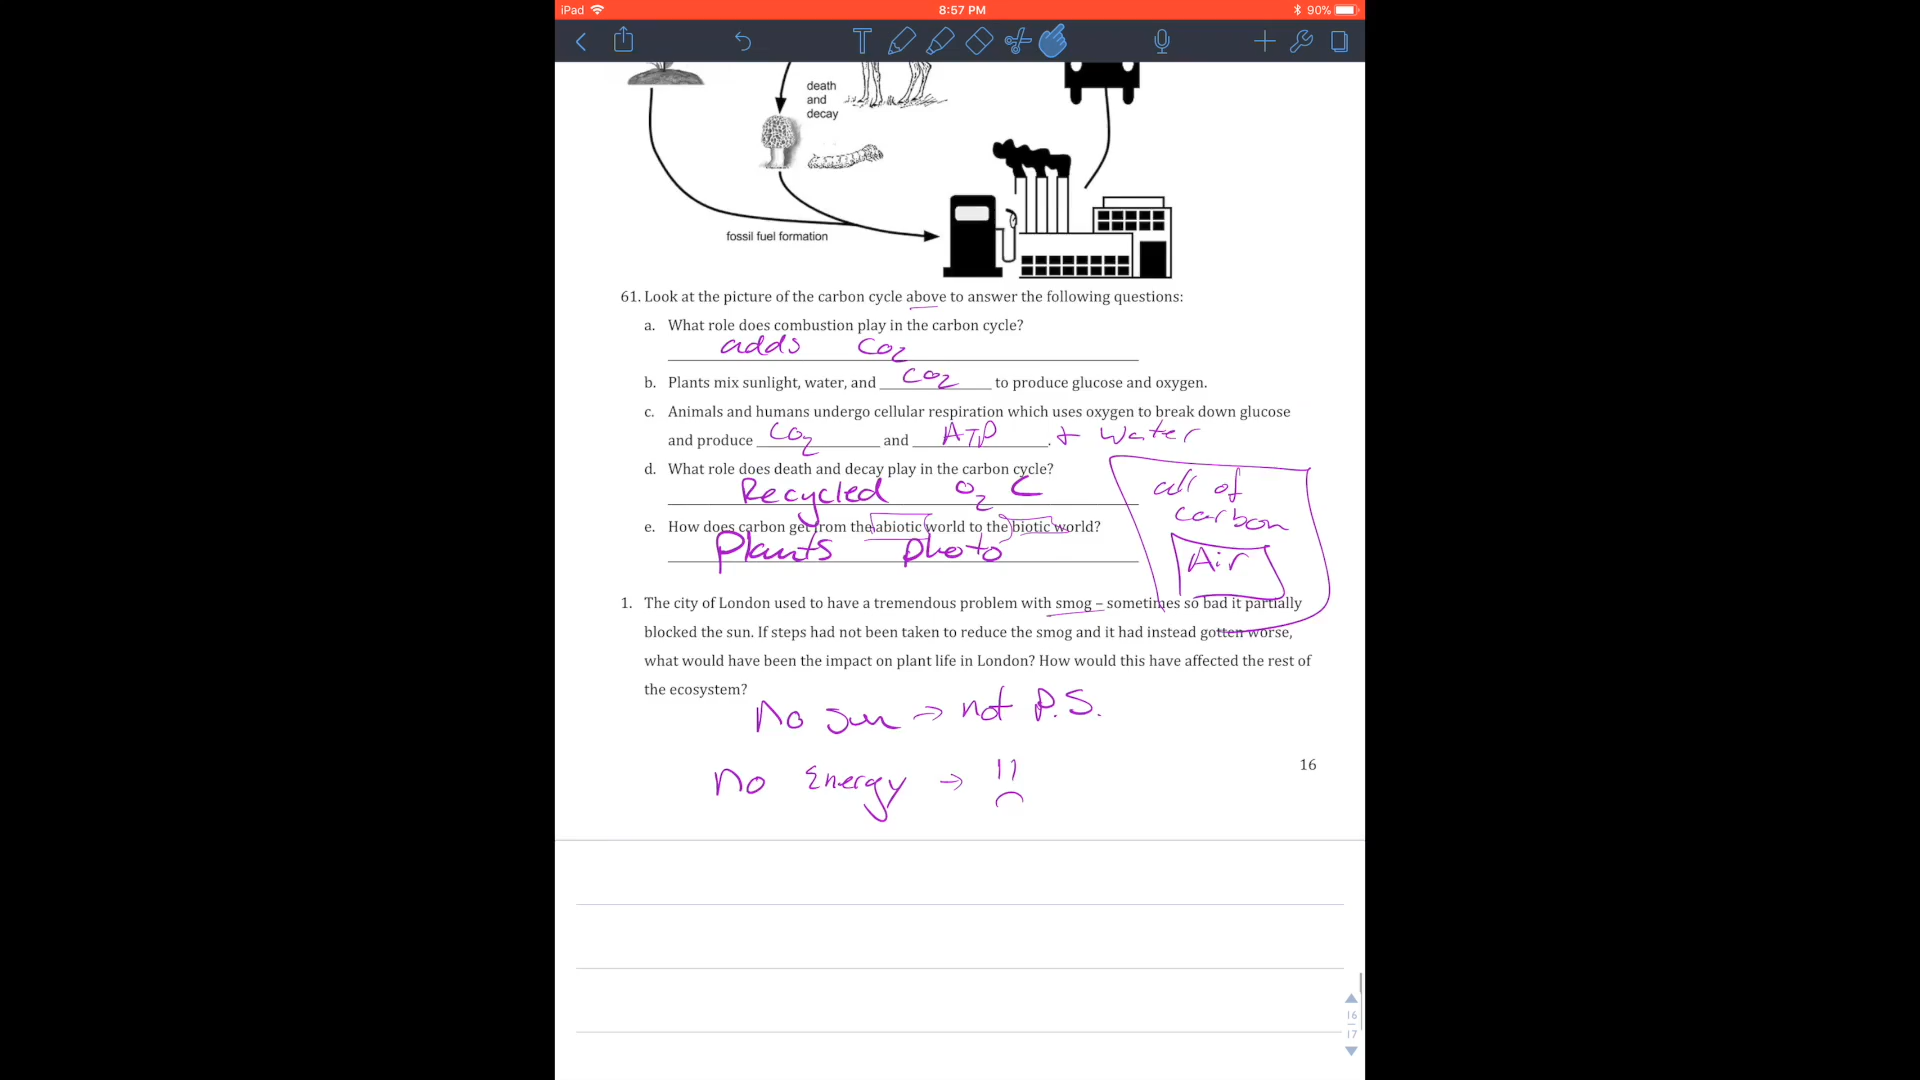 iPad 8:57 PM 90%
death
and
decay
fossil fuel formation
61. Look at the picture of the carbon cycle above to answer the following questions:
a. What role does combustion play in the carbon cycle?
adds CO2
b. Plants mix sunlight, water, and CO2 to produce glucose and oxygen.
c. Animals and humans undergo cellular respiration which uses oxygen to break down glucose
and produce CO2 and ATP. + Water
d. What role does death and decay play in the carbon cycle?
Recycled O2 C
all of
carbon
Air
e. How does carbon get from the abiotic world to the biotic world?
Plants photo
1. The city of London used to have a tremendous problem with smog – sometimes so bad it partially
blocked the sun. If steps had not been taken to reduce the smog and it had instead gotten worse,
what would have been the impact on plant life in London? How would this have affected the rest of
the ecosystem?
No sun → not P.S.
No Energy →
16
16
17